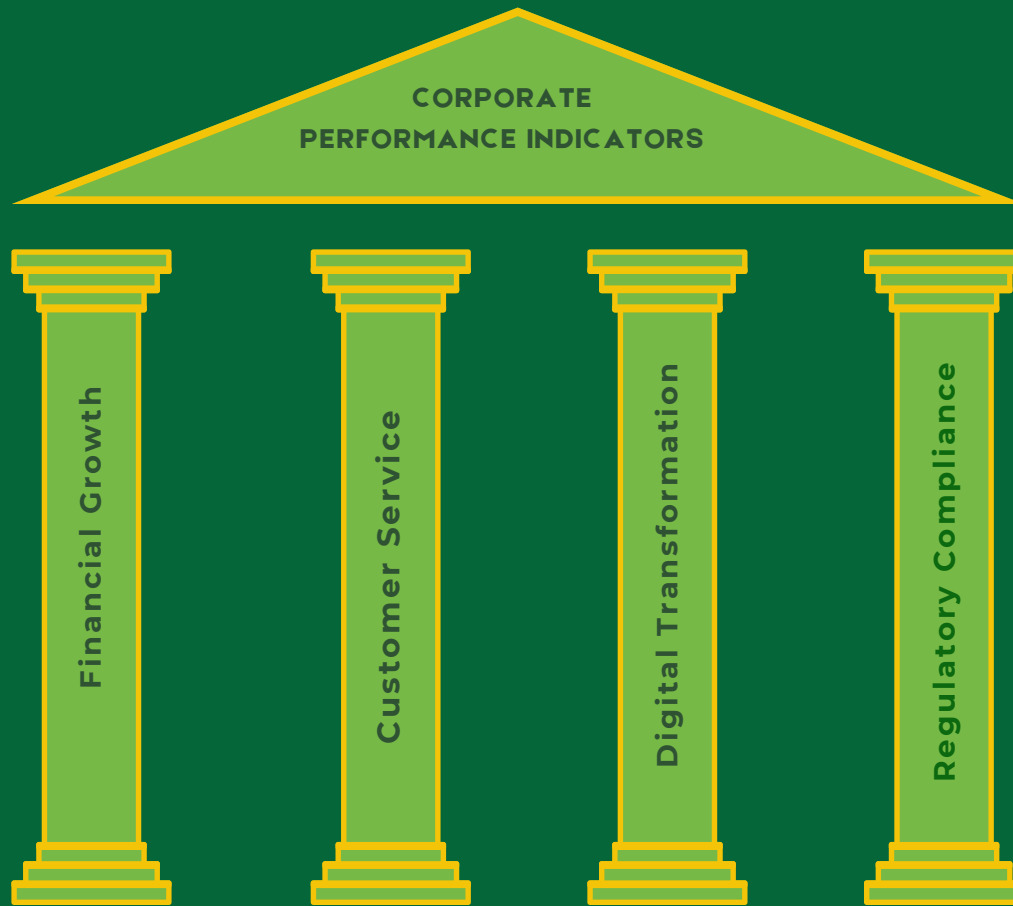 CORPORATE
PERFORMANCE INDICATORS
Financial Growth
Customer Service
Digital Transformation
Regulatory Compliance